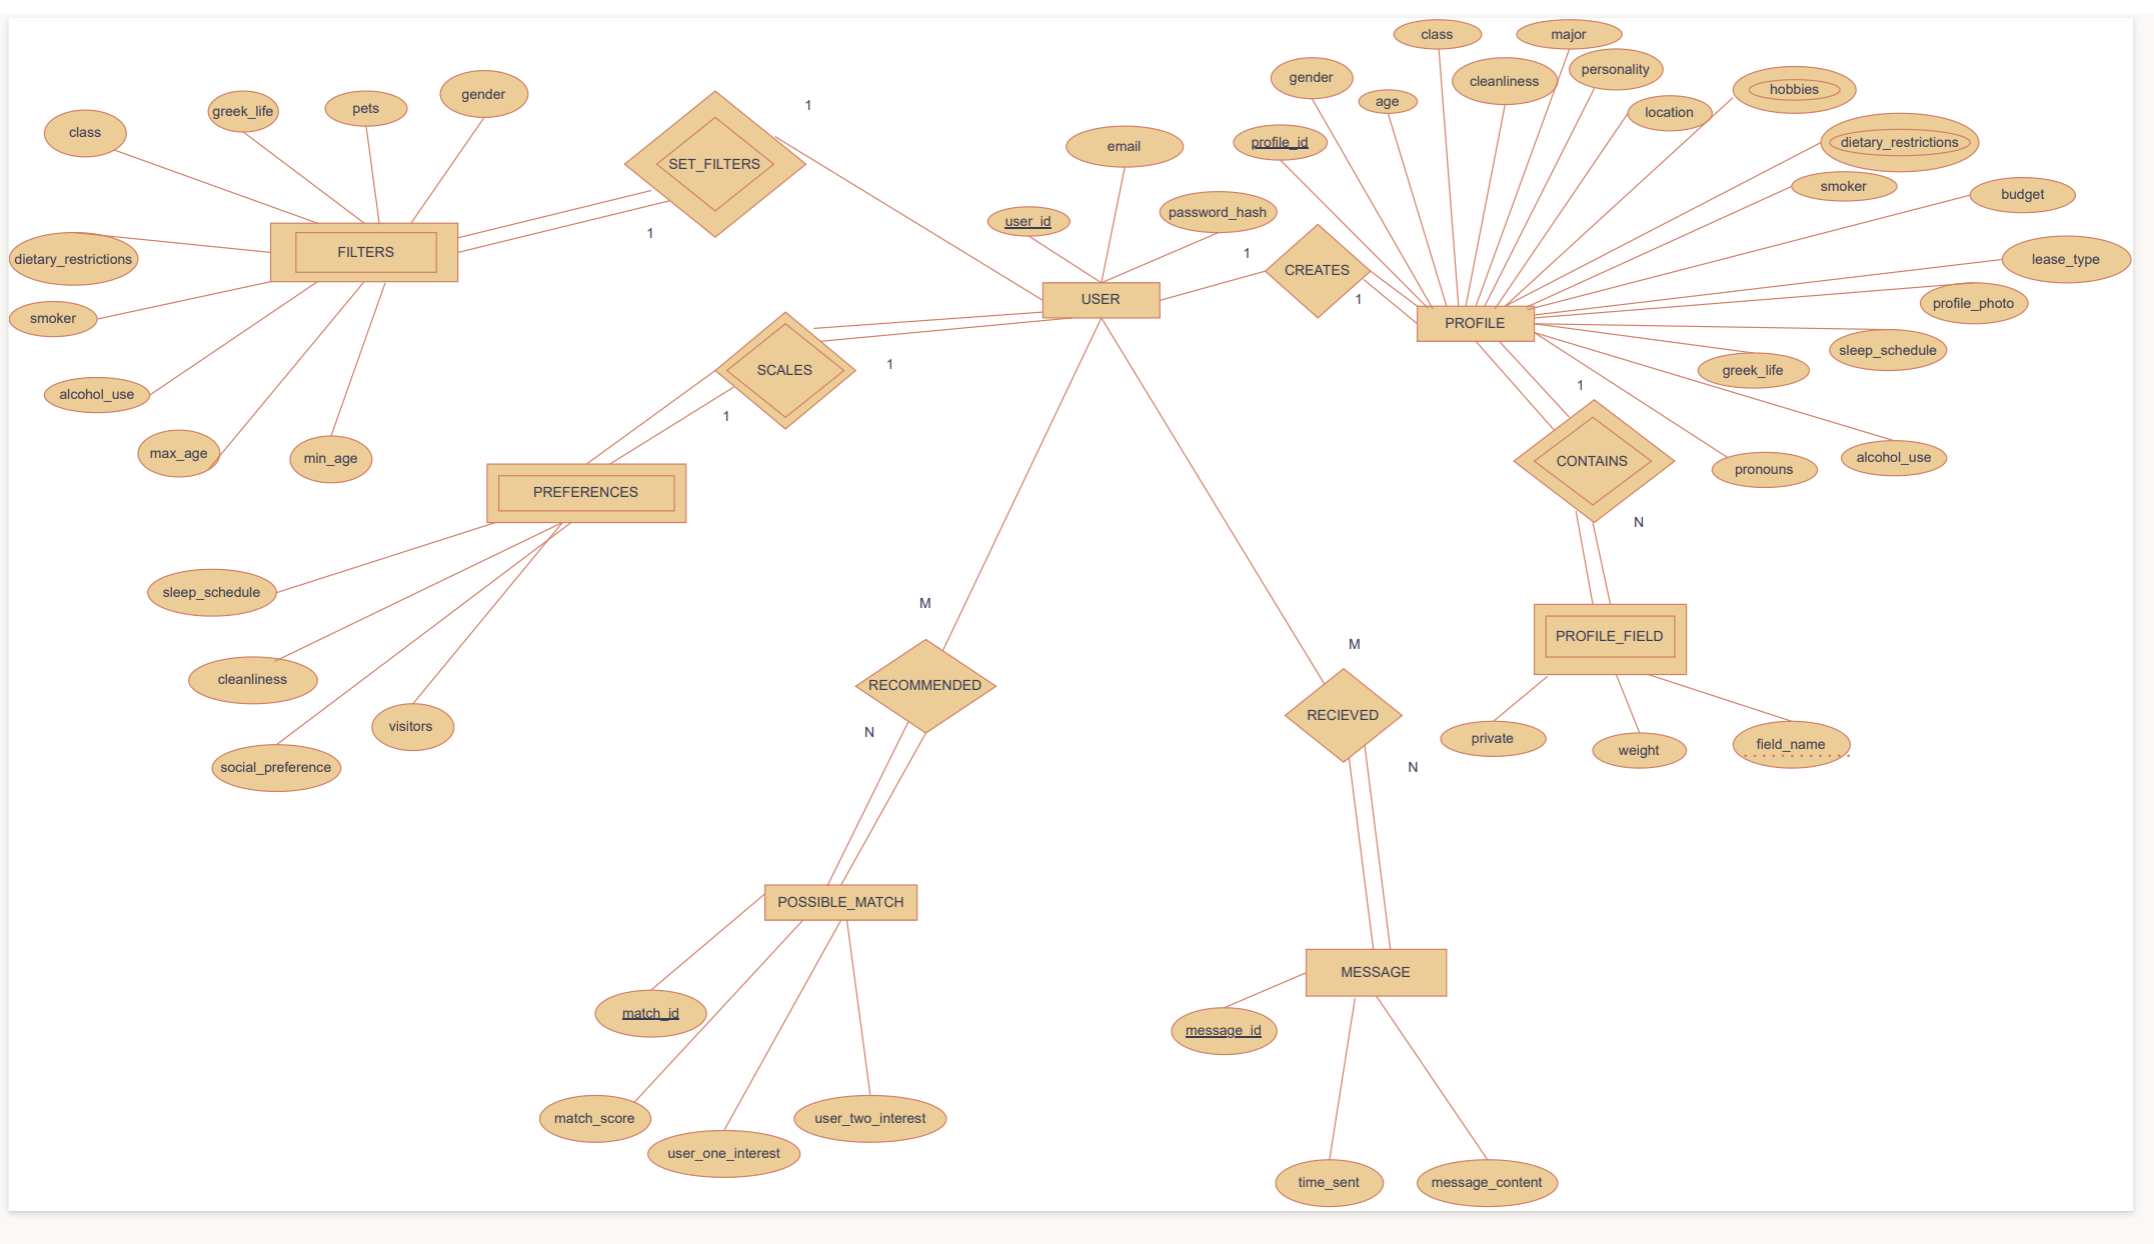 class
major
gender
cleanliness
personality
hobbies
age
location
class
greek_life
pets
gender
1
email
profile_id
dietary_restrictions
SET_FILTERS
smoker
budget
user_id
password_hash
1
FILTERS
dietary_restrictions
1
CREATES
lease_type
USER
1
profile_photo
smoker
PROFILE
SCALES
1
sleep_schedule
greek_life
1
alcohol_use
1
max_age
min_age
CONTAINS
pronouns
alcohol_use
PREFERENCES
N
sleep_schedule
M
M
PROFILE_FIELD
cleanliness
RECOMMENDED
visitors
N
RECIEVED
private
weight
field_name
social_preference
N
POSSIBLE_MATCH
MESSAGE
match_id
message_id
match_score
user_one_interest
user_two_interest
time_sent
message_content